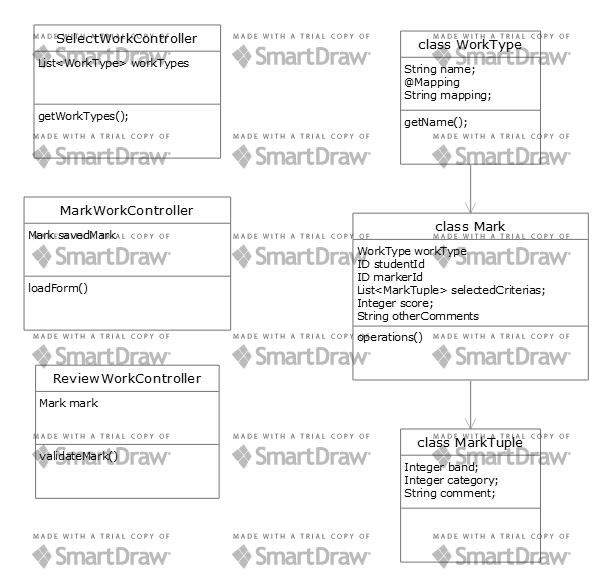 SelectWorkController
List<WorkType> workTypes
getWorkTypes();
class WorkType
String name;
@Mapping
String mapping;
getName();
MarkWorkController
Mark savedMark
loadForm()
class Mark
WorkType workType
ID studentId
ID markerId
List<MarkTuple> selectedCriterias;
Integer score;
String otherComments
operations()
ReviewWorkController
Mark mark
validateMark()
class MarkTuple
Integer band;
Integer category;
String comment;
MADE WITH A TRIAL COPY OF MADE WITH A TRIAL COPY OF MADE WITH A TRIAL COPY OF
SmartDraw SmartDraw SmartDraw
MADE WITH A TRIAL COPY OF MADE WITH A TRIAL COPY OF MADE WITH A TRIAL COPY OF
SmartDraw SmartDraw SmartDraw
MADE WITH A TRIAL COPY OF MADE WITH A TRIAL COPY OF MADE WITH A TRIAL COPY OF
SmartDraw SmartDraw SmartDraw
MADE WITH A TRIAL COPY OF MADE WITH A TRIAL COPY OF MADE WITH A TRIAL COPY OF
SmartDraw SmartDraw SmartDraw
MADE WITH A TRIAL COPY OF MADE WITH A TRIAL COPY OF MADE WITH A TRIAL COPY OF
SmartDraw SmartDraw SmartDraw
MADE WITH A TRIAL COPY OF MADE WITH A TRIAL COPY OF MADE WITH A TRIAL COPY OF
SmartDraw SmartDraw SmartDraw